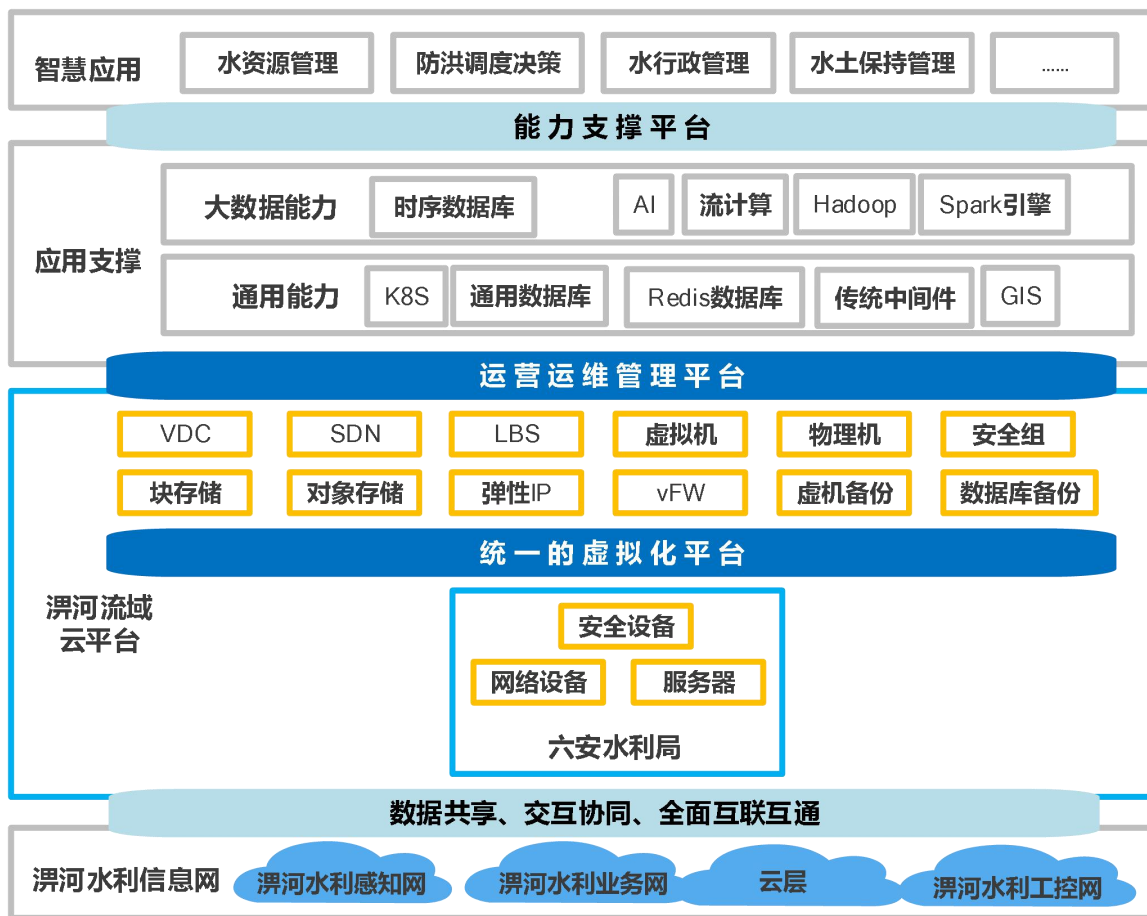 智慧应用
水资源管理
防洪调度决策
水行政管理
水土保持管理
......
能力支撑平台
应用支撑
大数据能力
时序数据库
AI
流计算
Hadoop
Spark引擎
通用能力
K8S
通用数据库
Redis数据库
传统中间件
GIS
运营运维管理平台
VDC
SDN
LBS
虚拟机
物理机
安全组
块存储
对象存储
弹性IP
vFW
虚机备份
数据库备份
统一的虚拟化平台
淠河流域
云平台
安全设备
网络设备
服务器
六安水利局
数据共享、交互协同、全面互联互通
淠河水利信息网
淠河水利感知网
淠河水利业务网
云层
淠河水利工控网